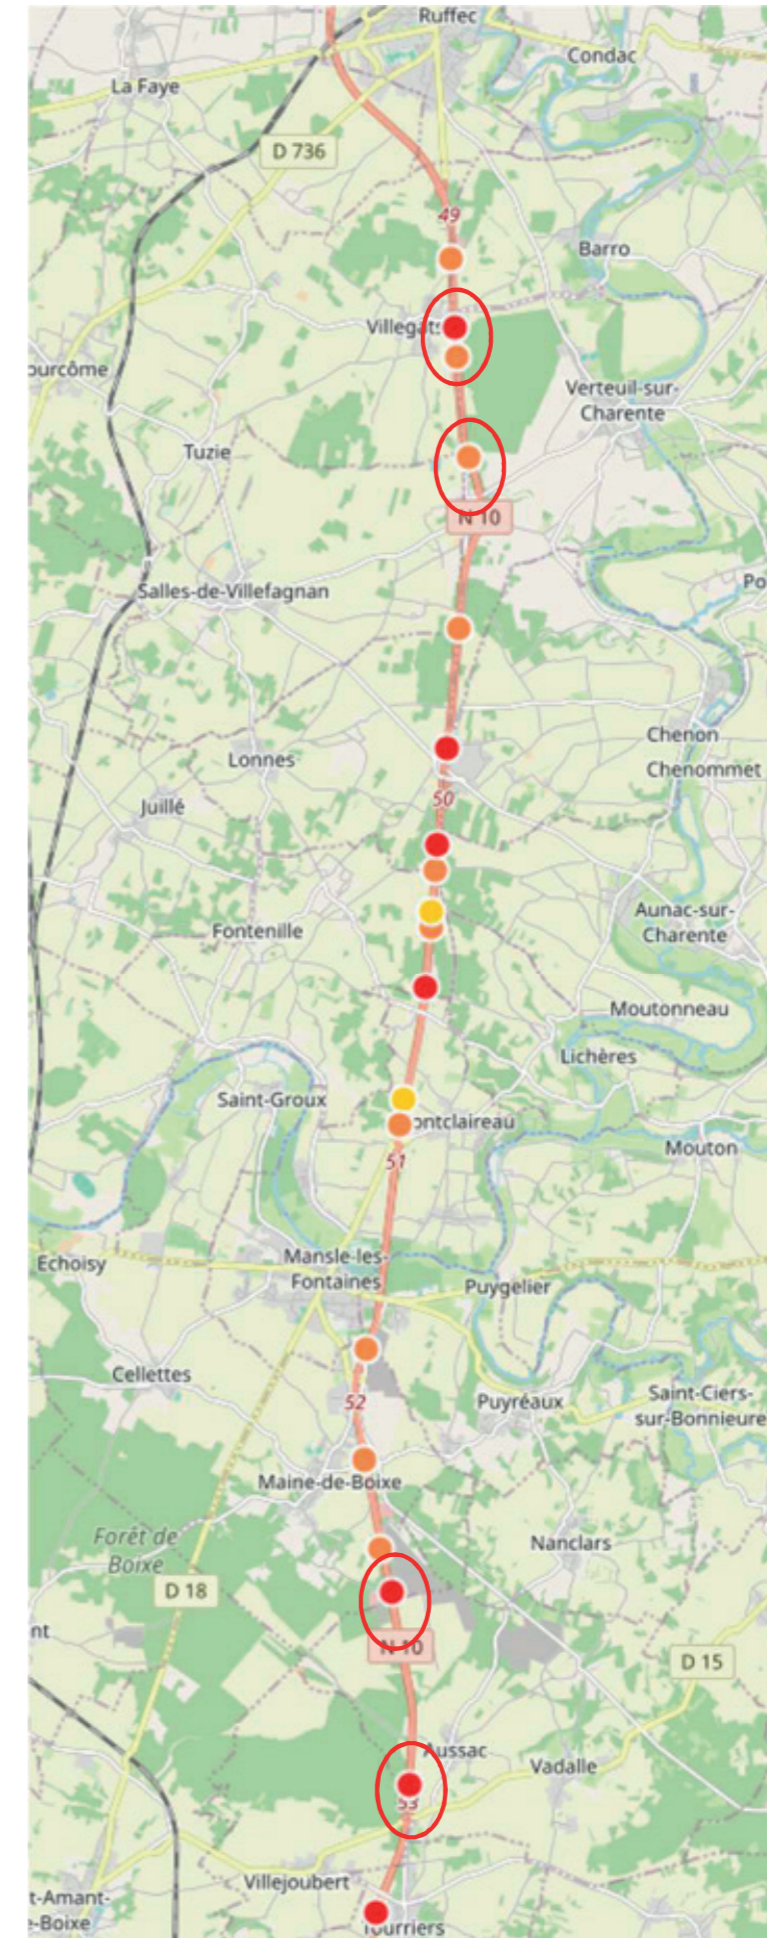 Ruffec
Condac
La Faye
D 736
49
Barro
Villegats
ourcôme
Verteuil-sur-
Charente
Tuzie
N 10
Salles-de-Villefagnan
Po
Chenon
Lonnes
Chenommet
50
Juillé
Aunac-sur-
Charente
Fontenille
Moutonneau
Lichères
Saint-Groux
ontclaireau
Mouton
51
Mansle-les-
Fontaines
Echoisy
Puygelier
Cellettes
Saint-Ciers-
sur-Bonnieure
52
Puyréaux
Maine-de-Boixe
Forêt de
Boixe
Nanclars
D 18
nt
N 10
D 15
Aussac
Vadalle
53
Villejoubert
t-Amant-
e-Boixe
Tourriers